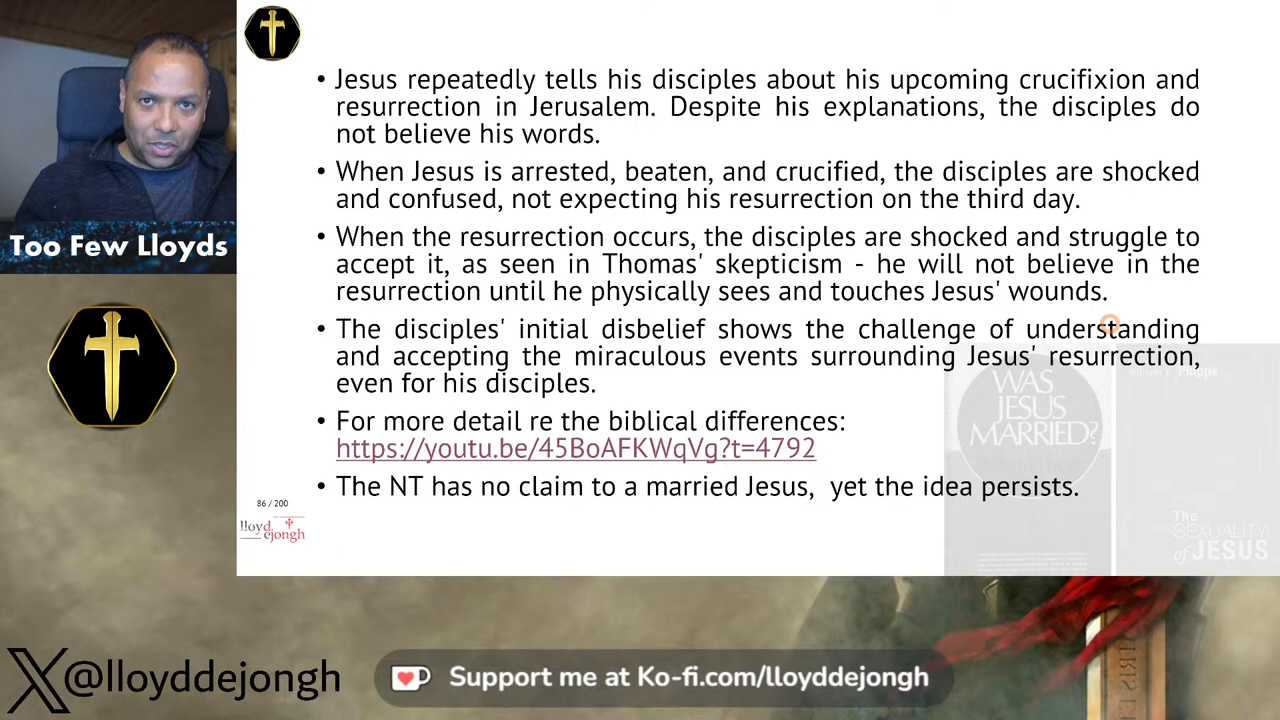 • Jesus repeatedly tells his disciples about his upcoming crucifixion and
resurrection in Jerusalem. Despite his explanations, the disciples do
not believe his words.
• When Jesus is arrested, beaten, and crucified, the disciples are shocked
and confused, not expecting his resurrection on the third day.
• When the resurrection occurs, the disciples are shocked and struggle to
accept it, as seen in Thomas' skepticism - he will not believe in the
resurrection until he physically sees and touches Jesus' wounds.
• The disciples' initial disbelief shows the challenge of understanding
and accepting the miraculous events surrounding Jesus' resurrection,
even for his disciples.
• For more detail re the biblical differences:
https://youtu.be/45BoAFKWqVg?t=4792
• The NT has no claim to a married Jesus,  yet the idea persists.
Too Few Lloyds
WAS
JESUS
MARRIED?
Phipps
The
SEXUALITY
of JESUS
86 / 200
lloyd
ejongh
X@lloyddejongh
Support me at Ko-fi.com/lloyddejongh